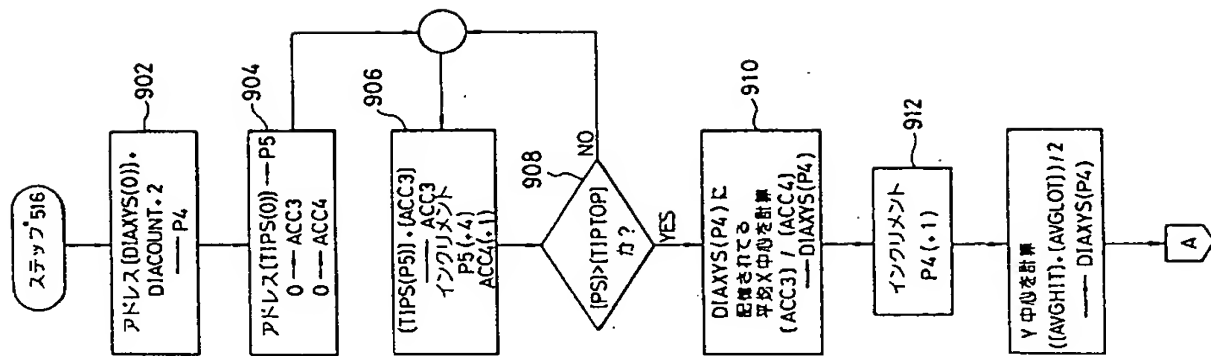 ステップ516
902
アドレス[DIAXYS(0)]+
DIACOUNT*2
—P4
904
アドレス[TIPS(0)]—P5
0—ACC3
0—ACC4
906
(TIPS(P5)]+[ACC3]
—ACC3
インクリメント
P5(+4)
ACC4(+1)
908
[P5]>[TIPTOP]
か?
NO
YES
910
DIAXYS(P4)に
記憶されてる
平均X中心を計算
(ACC3)/(ACC4)
—DIAXYS(P4)
912
インクリメント
P4(+1)
Y中心を計算
([AVGHIT]+[AVGLOT])/2
—DIAXYS(P4)
A